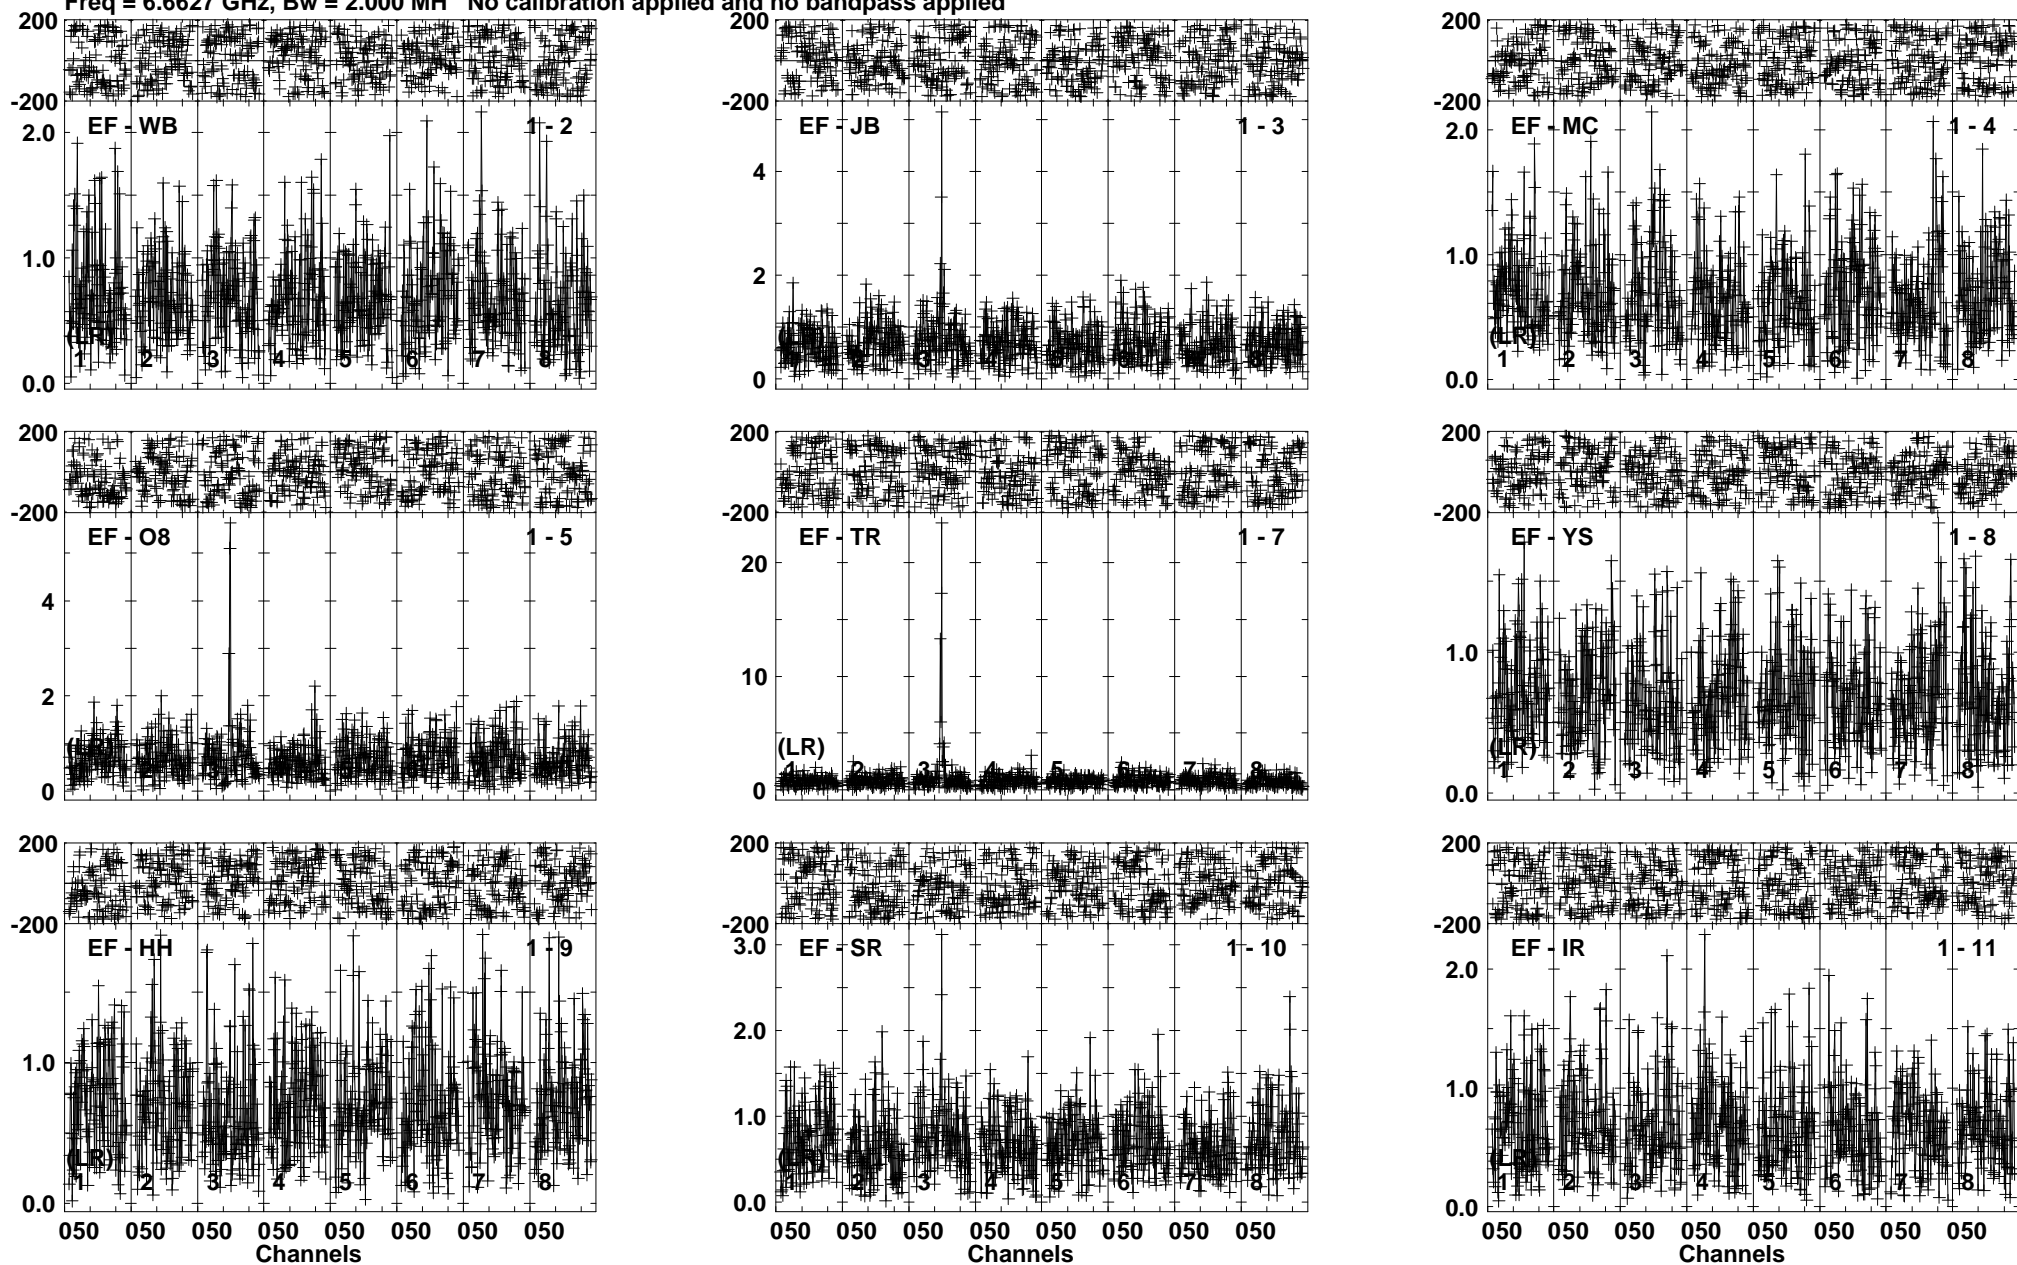 Freq = 6.6627 GHz, Bw = 2.000 MH No calibration applied and no bandpass applied
200 200 200
-200 -200 -200
EF - WB 1 - 2 EF - JB 1 - 3 EF - MC 1 - 4
2.0 4 2.0
1.0 2 1.0
(LR) (LR)
1 2 3 4 5 6 7 8 1 2 3 4 5 6 7 8
0.0 0 0.0
200 200 200
-200 -200 -200
EF - O8 1 - 5 EF - TR 1 - 7 EF - YS 1 - 8
4 20
2 10 1.0
(LR) (LR) (LR)
1 2 3 4 5 6 7 8 1 2 3 4 5 6 7 8
0 0 0.0
200 200 200
-200 -200 -200
EF - HH 1 - 9 EF - SR 1 - 10 EF - IR 1 - 11
3.0
2.0 2.0
1.0 1.0 1.0
(LR) (LR) (LR)
1 2 3 4 5 6 7 8 1 2 3 4 5 6 7 8 1 2 3 4 5 6 7 8
0.0 0.0 0.0
050 050 050 050 050 050 050 050 050 050 050 050 050 050 050 050 050 050 050 050 050 050 050 050
Channels Channels Channels